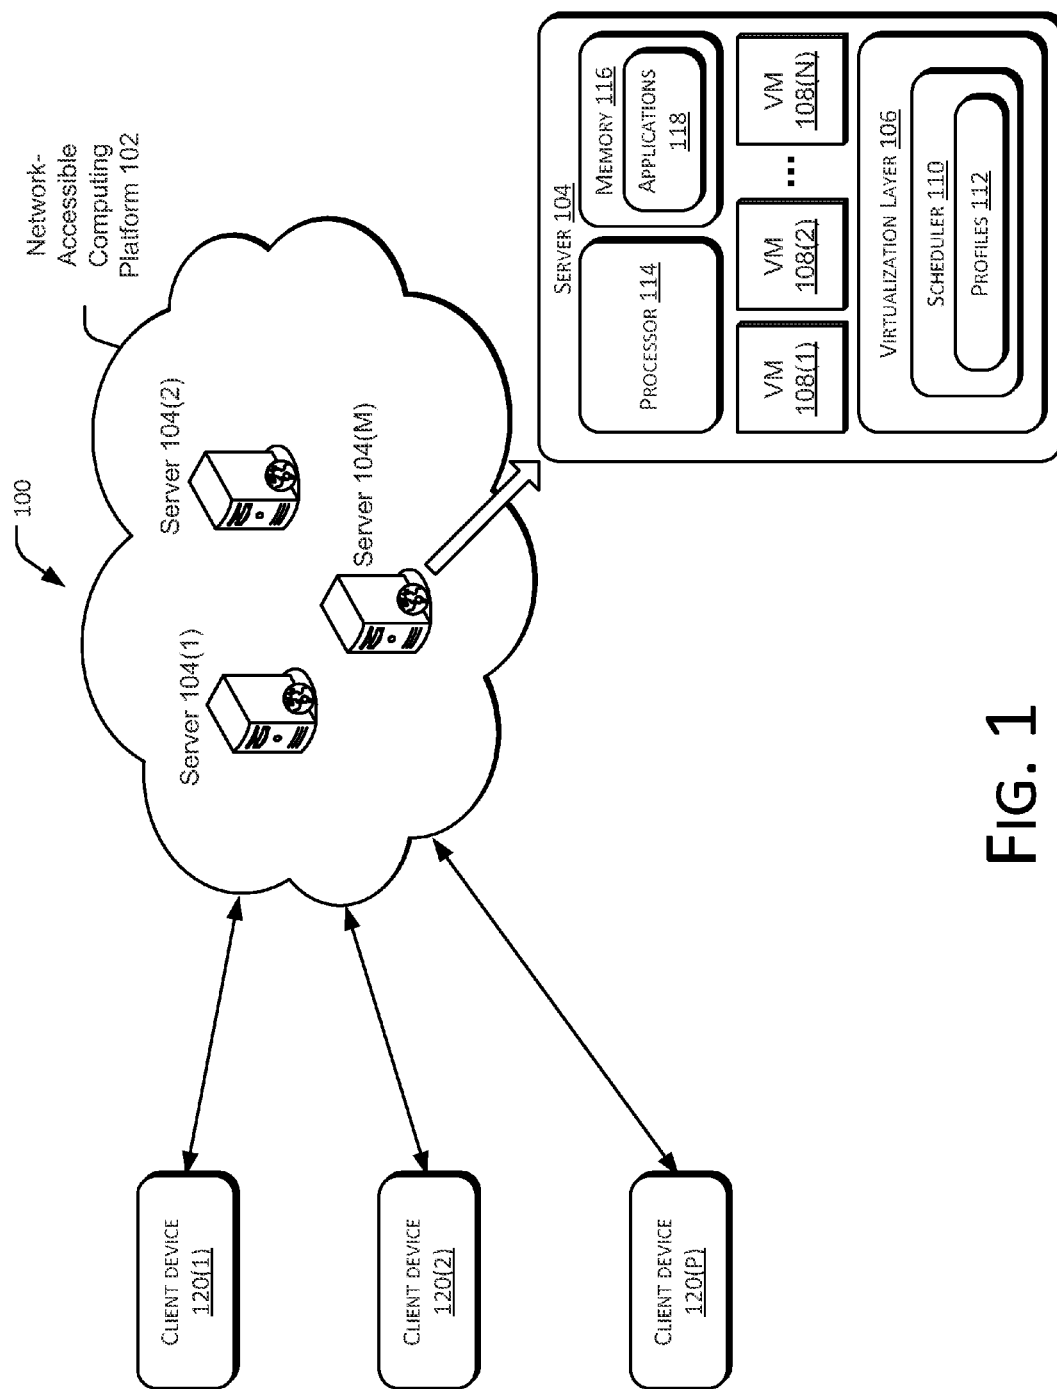 100
Network-
Accessible
Computing
Platform 102
Server 104(1)
Server 104(2)
Server 104(M)
CLIENT DEVICE
120(1)
CLIENT DEVICE
120(2)
CLIENT DEVICE
120(P)
SERVER 104
PROCESSOR 114
MEMORY 116
APPLICATIONS
118
VM
108(1)
VM
108(2)
...
VM
108(N)
VIRTUALIZATION LAYER 106
SCHEDULER 110
PROFILES 112
FIG. 1